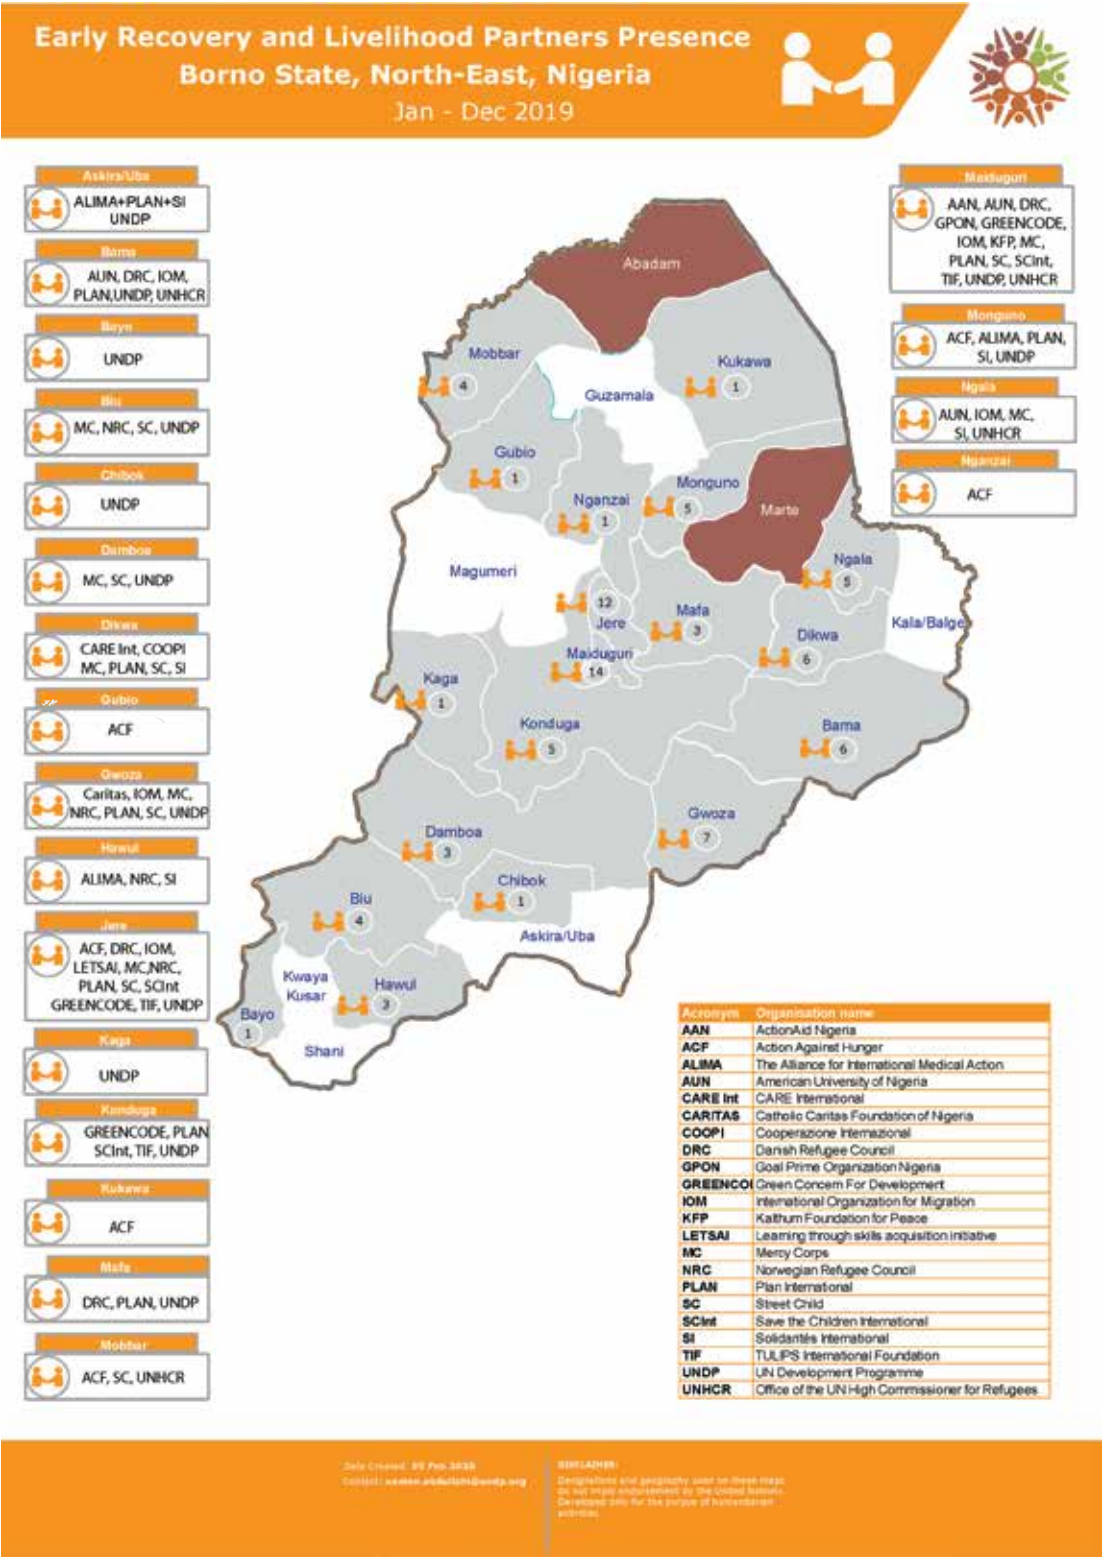 Early Recovery and Livelihood Partners Presence
Borno State, North-East, Nigeria
Jan - Dec 2019
Askira/Uba
ALIMA+PLAN+SI
UNDP
Bama
AUN, DRC, IOM,
PLAN,UNDP, UNHCR
Bayo
UNDP
Biu
MC, NRC, SC, UNDP
Chibok
UNDP
Damboa
MC, SC, UNDP
Dikwa
CARE Int, COOPI
MC, PLAN, SC, SI
Gubio
ACF
Gwoza
Caritas, IOM, MC,
NRC, PLAN, SC, UNDP
Hawul
ALIMA, NRC, SI
Jere
ACF, DRC, IOM,
LETSAI, MC,NRC,
PLAN, SC, SCInt
GREENCODE, TIF, UNDP
Kaga
UNDP
Konduga
GREENCODE, PLAN
SCInt, TIF, UNDP
Kukawa
ACF
Mafa
DRC, PLAN, UNDP
Mobbar
ACF, SC, UNHCR
Maiduguri
AAN, AUN, DRC,
GPON, GREENCODE,
IOM, KFP, MC,
PLAN, SC, SCInt,
TIF, UNDP, UNHCR
Monguno
ACF, ALIMA, PLAN,
SI, UNDP
Ngala
AUN, IOM, MC,
SI, UNHCR
Nganzai
ACF
Abadam
Mobbar
4
Kukawa
1
Guzamala
Gubio
1
Monguno
5
Nganzai
1
Marte
Magumeri
Ngala
5
12
Jere
Mafa
3
Kala/Balge
Dikwa
6
Maiduguri
14
Kaga
1
Konduga
5
Bama
6
Gwoza
7
Damboa
3
Chibok
1
Biu
4
Askira/Uba
Kwaya
Kusar
Hawul
3
Bayo
1
Shani
Acronym Organisation name
AAN ActionAid Nigeria
ACF Action Against Hunger
ALIMA The Alliance for International Medical Action
AUN American University of Nigeria
CARE Int CARE International
CARITAS Catholic Caritas Foundation of Nigeria
COOPI Cooperazione Internazional
DRC Danish Refugee Council
GPON Goal Prime Organization Nigeria
GREENCO Green Concern For Development
IOM International Organization for Migration
KFP Kalthum Foundation for Peace
LETSAI Learning through skills acquisition initiative
MC Mercy Corps
NRC Norwegian Refugee Council
PLAN Plan International
SC Street Child
SCInt Save the Children International
SI Solidarités International
TIF TULIPS International Foundation
UNDP UN Development Programme
UNHCR Office of the UN High Commissioner for Refugees
Date Created:
Contact:
DISCLAIMER: